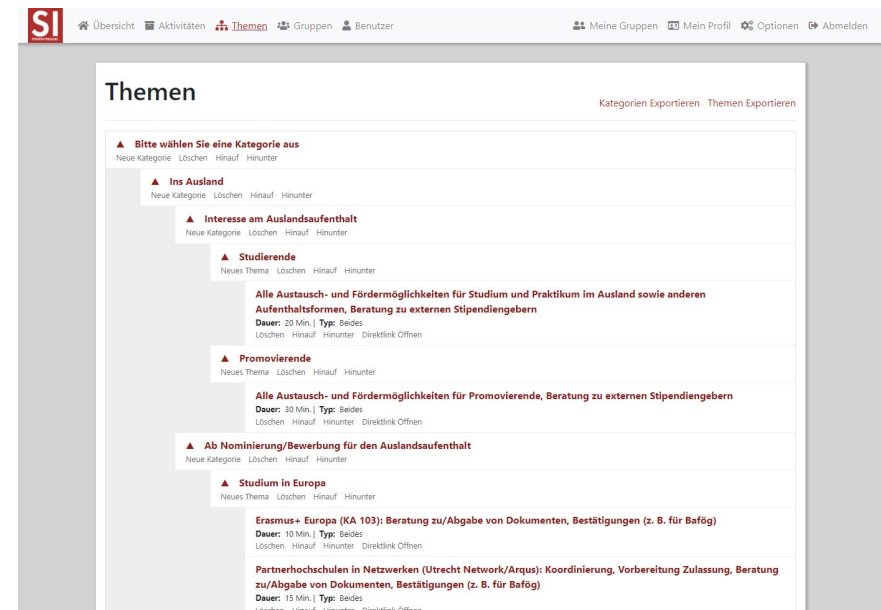 SI
Übersicht Aktivitäten Themen Gruppen Benutzer Meine Gruppen Mein Profil Optionen Abmelden
Themen
Kategorien Exportieren Themen Exportieren
Bitte wählen Sie eine Kategorie aus
Neue Kategorie Löschen Hinauf Hinunter
Ins Ausland
Neue Kategorie Löschen Hinauf Hinunter
Interesse am Auslandsaufenthalt
Neue Kategorie Löschen Hinauf Hinunter
Studierende
Neues Thema Löschen Hinauf Hinunter
Alle Austausch- und Fördermöglichkeiten für Studium und Praktikum im Ausland sowie anderen
Aufenthaltsformen, Beratung zu externen Stipendiengebern
Dauer: 20 Min. | Typ: Beides
Löschen Hinauf Hinunter Direktlink Öffnen
Promovierende
Neues Thema Löschen Hinauf Hinunter
Alle Austausch- und Fördermöglichkeiten für Promovierende, Beratung zu externen Stipendiengebern
Dauer: 30 Min. | Typ: Beides
Löschen Hinauf Hinunter Direktlink Öffnen
Ab Nominierung/Bewerbung für den Auslandsaufenthalt
Neue Kategorie Löschen Hinauf Hinunter
Studium in Europa
Neues Thema Löschen Hinauf Hinunter
Erasmus+ Europa (KA 103): Beratung zu/Abgabe von Dokumenten, Bestätigungen (z. B. für Bafög)
Dauer: 10 Min. | Typ: Beides
Löschen Hinauf Hinunter Direktlink Öffnen
Partnerhochschulen in Netzwerken (Utrecht Network/Arqus): Koordinierung, Vorbereitung Zulassung, Beratung
zu/Abgabe von Dokumenten, Bestätigungen (z. B. für Bafög)
Dauer: 15 Min. | Typ: Beides
Löschen Hinauf Hinunter Direktlink Öffnen